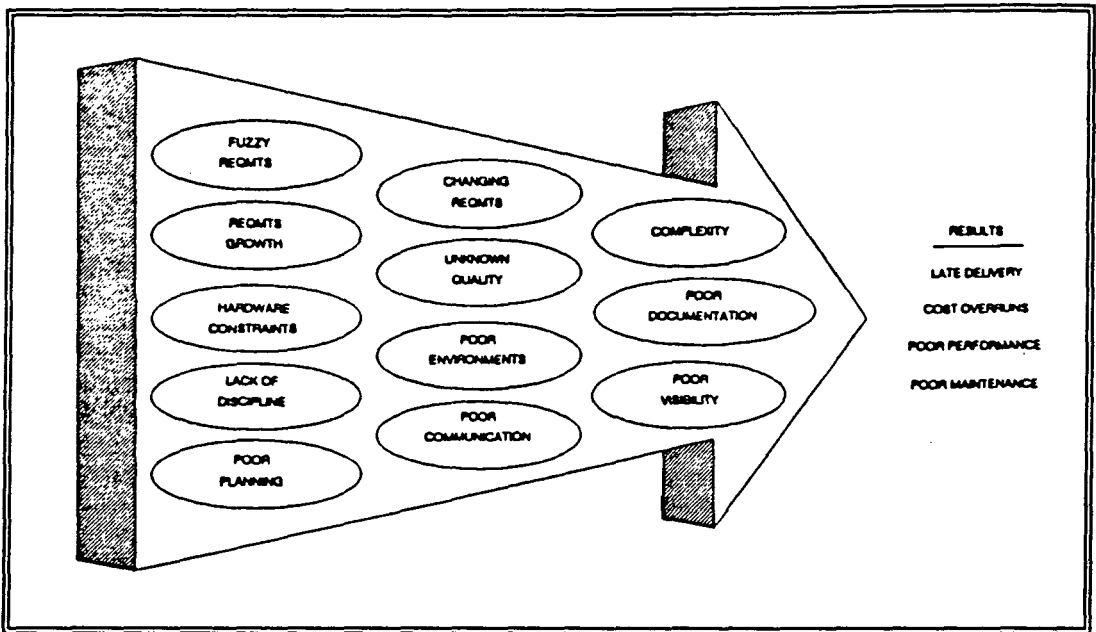 FUZZY
REQMTS
REQMTS
GROWTH
HARDWARE
CONSTRAINTS
LACK OF
DISCIPLINE
POOR
PLANNING
CHANGING
REQMTS
UNKNOWN
QUALITY
POOR
ENVIRONMENTS
POOR
COMMUNICATION
COMPLEXITY
POOR
DOCUMENTATION
POOR
VISIBILITY
RESULTS
LATE DELIVERY
COST OVERRUNS
POOR PERFORMANCE
POOR MAINTENANCE